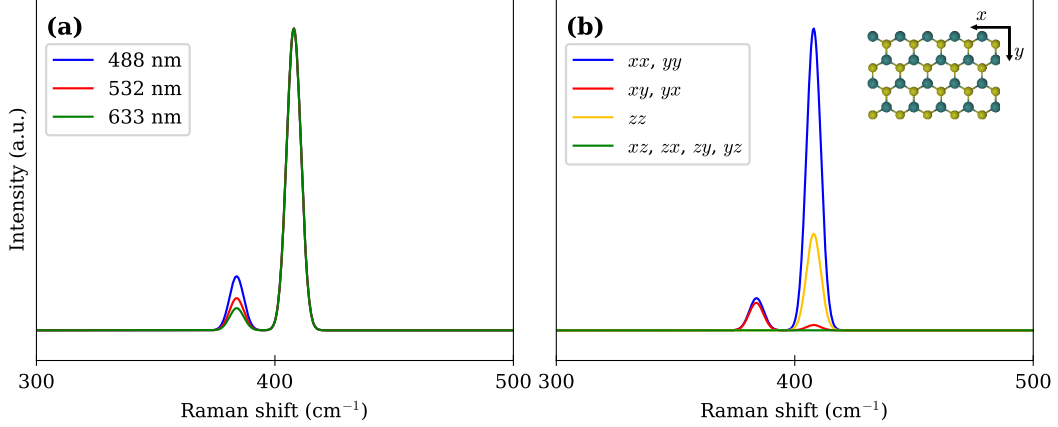 (a)
488 nm
532 nm
633 nm
Intensity (a.u.)
300
400
500
Raman shift (cm⁻¹)
(b)
xx, yy
xy, yx
zz
xz, zx, zy, yz
x
y
300
400
500
Raman shift (cm⁻¹)